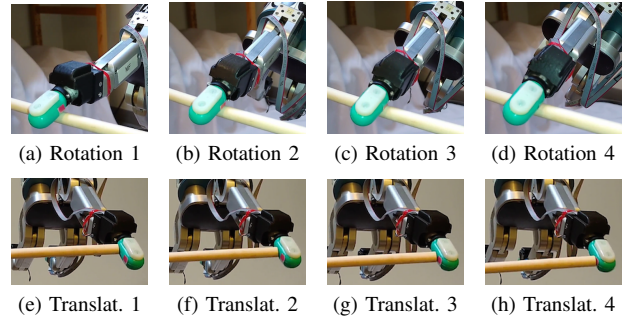 (a) Rotation 1 (b) Rotation 2 (c) Rotation 3 (d) Rotation 4
(e) Translat. 1 (f) Translat. 2 (g) Translat. 3 (h) Translat. 4